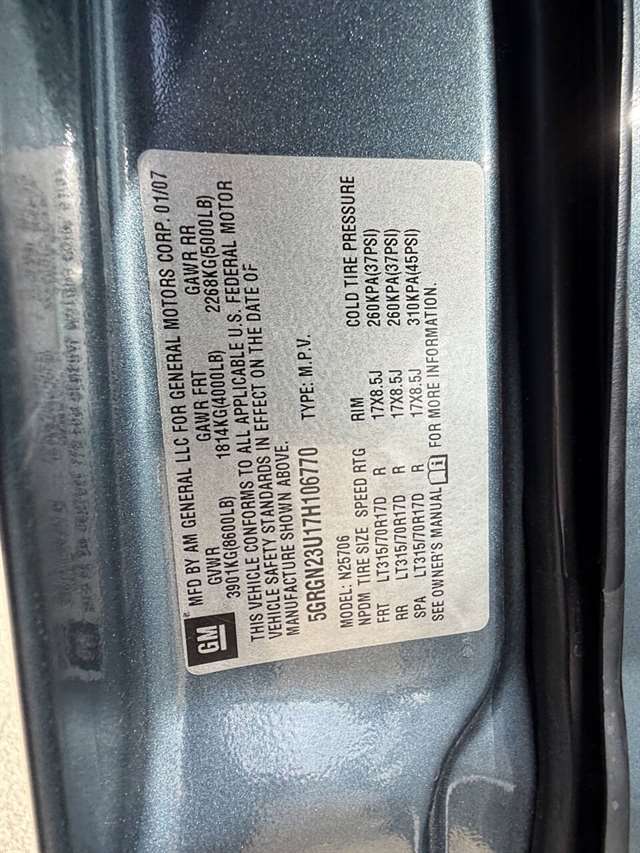 GM
MFD BY AM GENERAL LLC FOR GENERAL MOTORS CORP. 01/07
GVWR GAWR FRT GAWR RR
3901KG(8600LB) 1814KG(4000LB) 2268KG(5000LB)
THIS VEHICLE CONFORMS TO ALL APPLICABLE U.S. FEDERAL MOTOR
VEHICLE SAFETY STANDARDS IN EFFECT ON THE DATE OF
MANUFACTURE SHOWN ABOVE.
5GRGN23U17H106770 TYPE: M.P.V.
MODEL: N25706
NPDM TIRE SIZE SPEED RTG RIM COLD TIRE PRESSURE
FRT LT315/70R17D R 17X8.5J 260KPA(37PSI)
RR LT315/70R17D R 17X8.5J 260KPA(37PSI)
SPA LT315/70R17D R 17X8.5J 310KPA(45PSI)
SEE OWNER'S MANUAL FOR MORE INFORMATION.